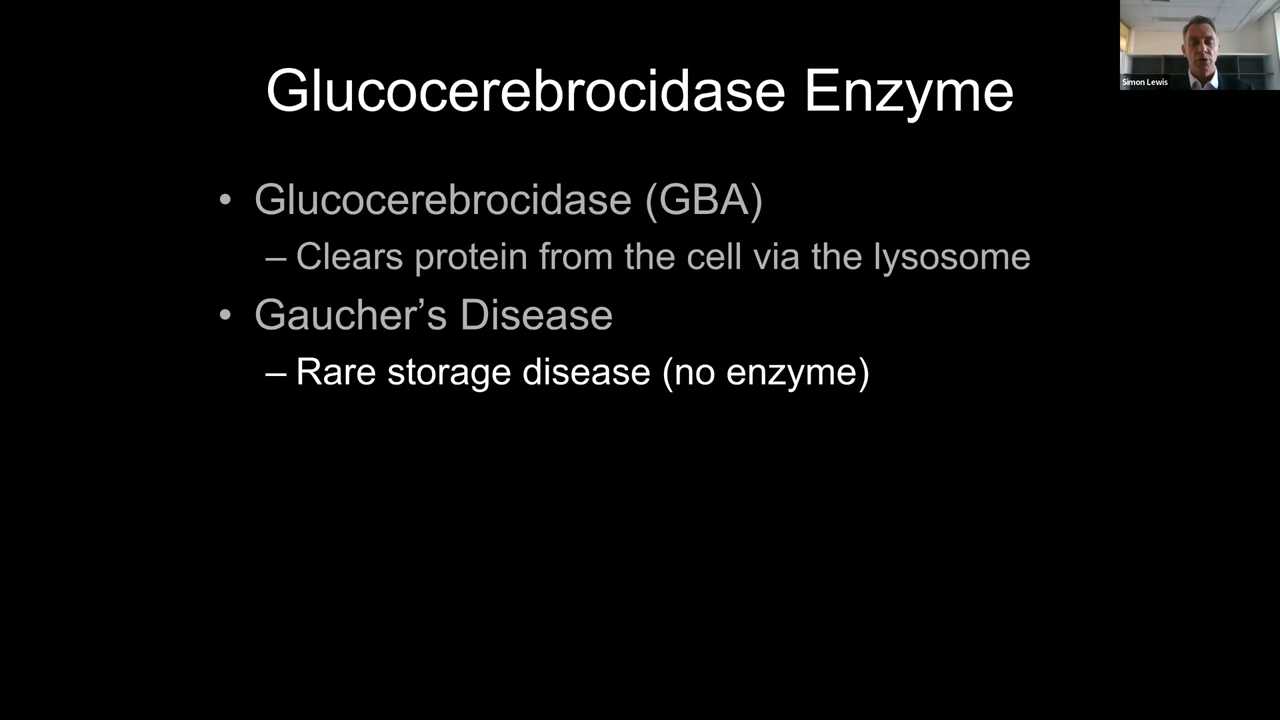 Glucocerebrocidase Enzyme
• Glucocerebrocidase (GBA)
– Clears protein from the cell via the lysosome
• Gaucher’s Disease
– Rare storage disease (no enzyme)
Simon Lewis